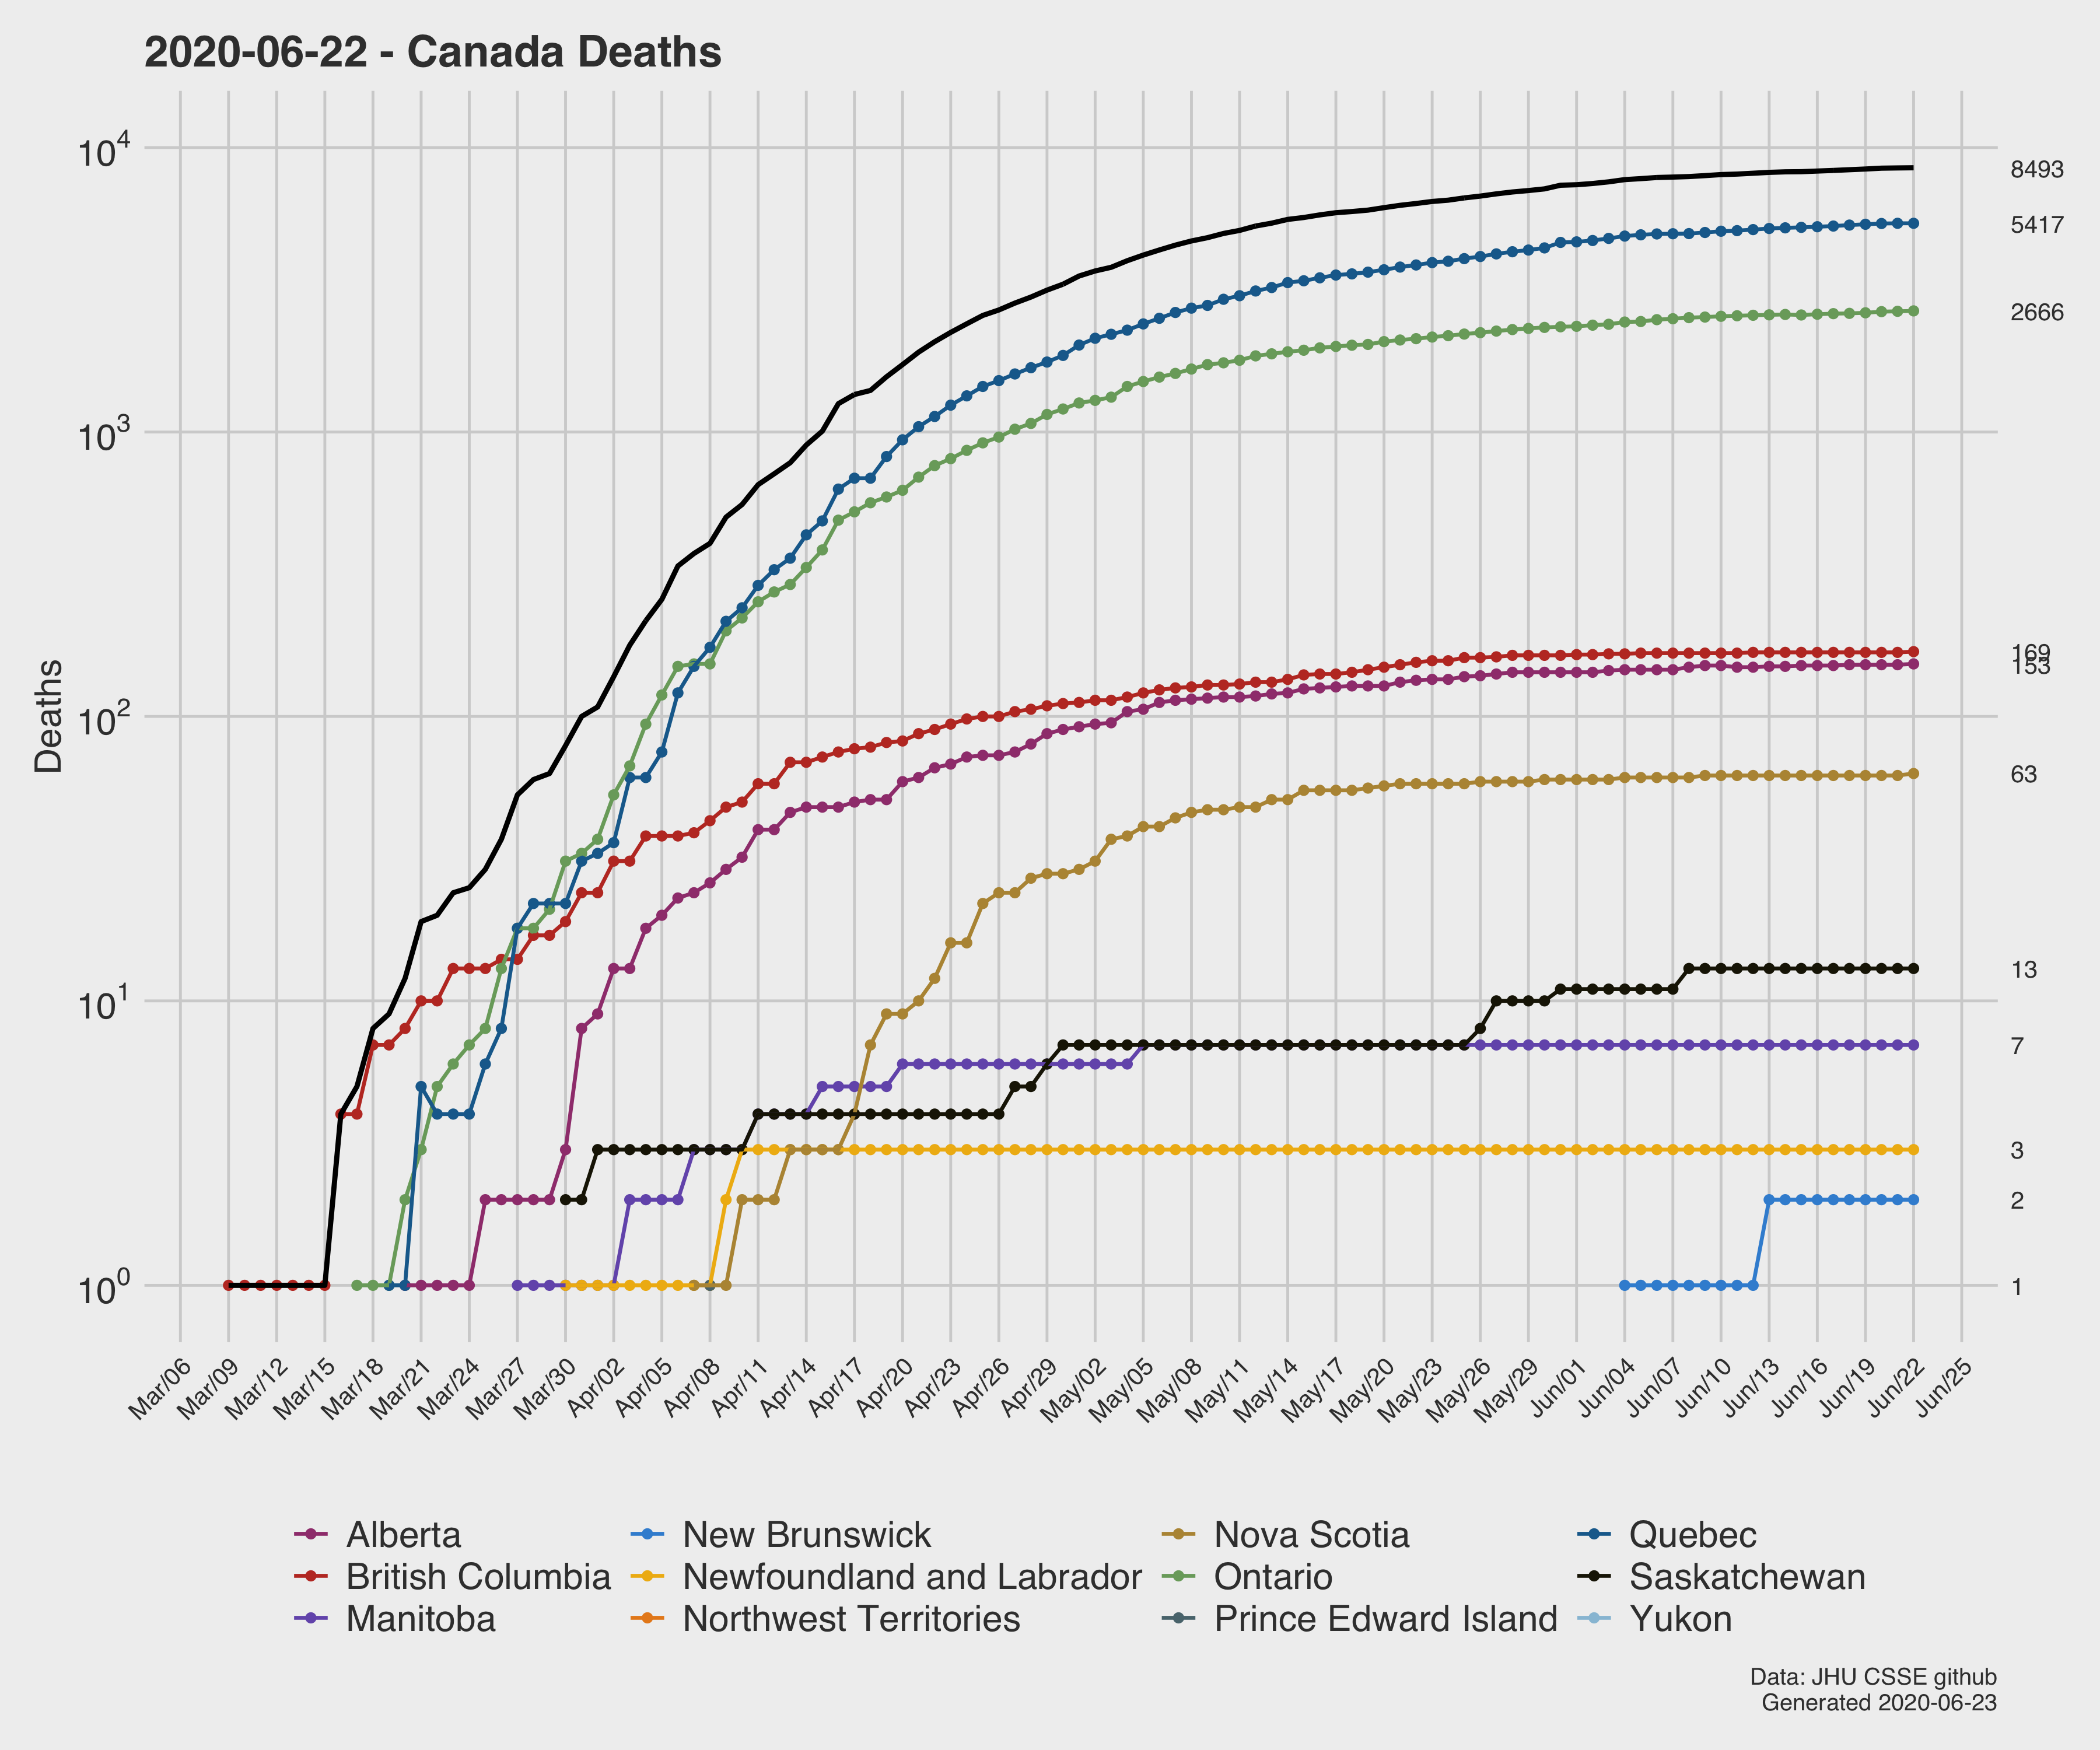 2020-06-22 - Canada Deaths
10^4
10^3
10^2
10^1
10^0
Deaths
8493
5417
2666
169
153
63
13
7
3
2
1
Mar/06 Mar/09 Mar/12 Mar/15 Mar/18 Mar/21 Mar/24 Mar/27 Mar/30 Apr/02 Apr/05 Apr/08 Apr/11 Apr/14 Apr/17 Apr/20 Apr/23 Apr/26 Apr/29 May/02 May/05 May/08 May/11 May/14 May/17 May/20 May/23 May/26 May/29 Jun/01 Jun/04 Jun/07 Jun/10 Jun/13 Jun/16 Jun/19 Jun/22 Jun/25
Alberta New Brunswick Nova Scotia Quebec
British Columbia Newfoundland and Labrador Ontario Saskatchewan
Manitoba Northwest Territories Prince Edward Island Yukon
Data: JHU CSSE github
Generated 2020-06-23